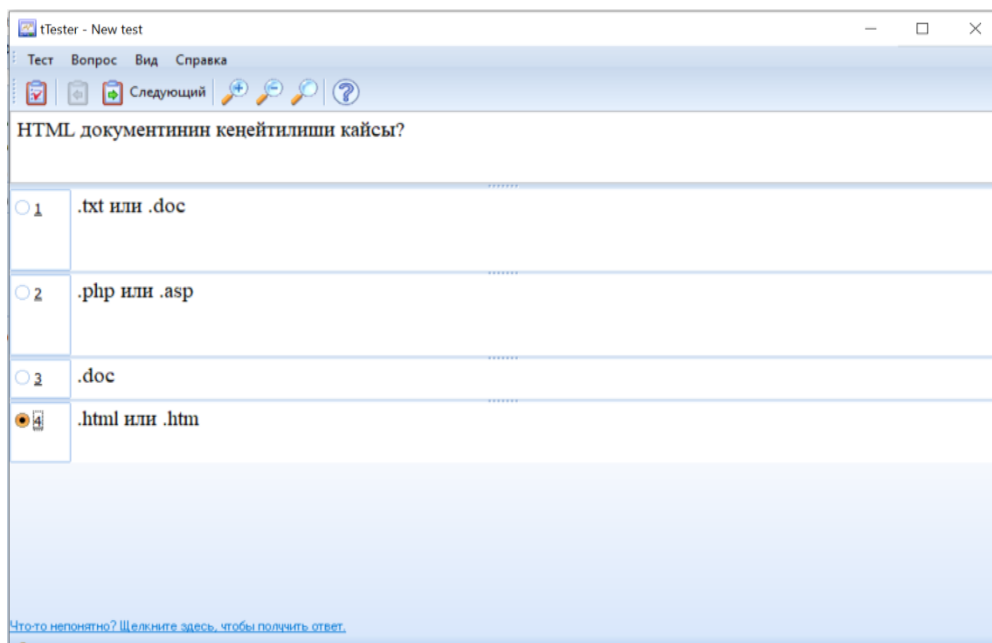 tTester - New test
Тест Вопрос Вид Справка
Следующий
HTML документинин кеңейтилиши кайсы?
1 .txt или .doc
2 .php или .asp
3 .doc
4 .html или .htm
Что-то непонятно? Щелкните здесь, чтобы получить ответ.